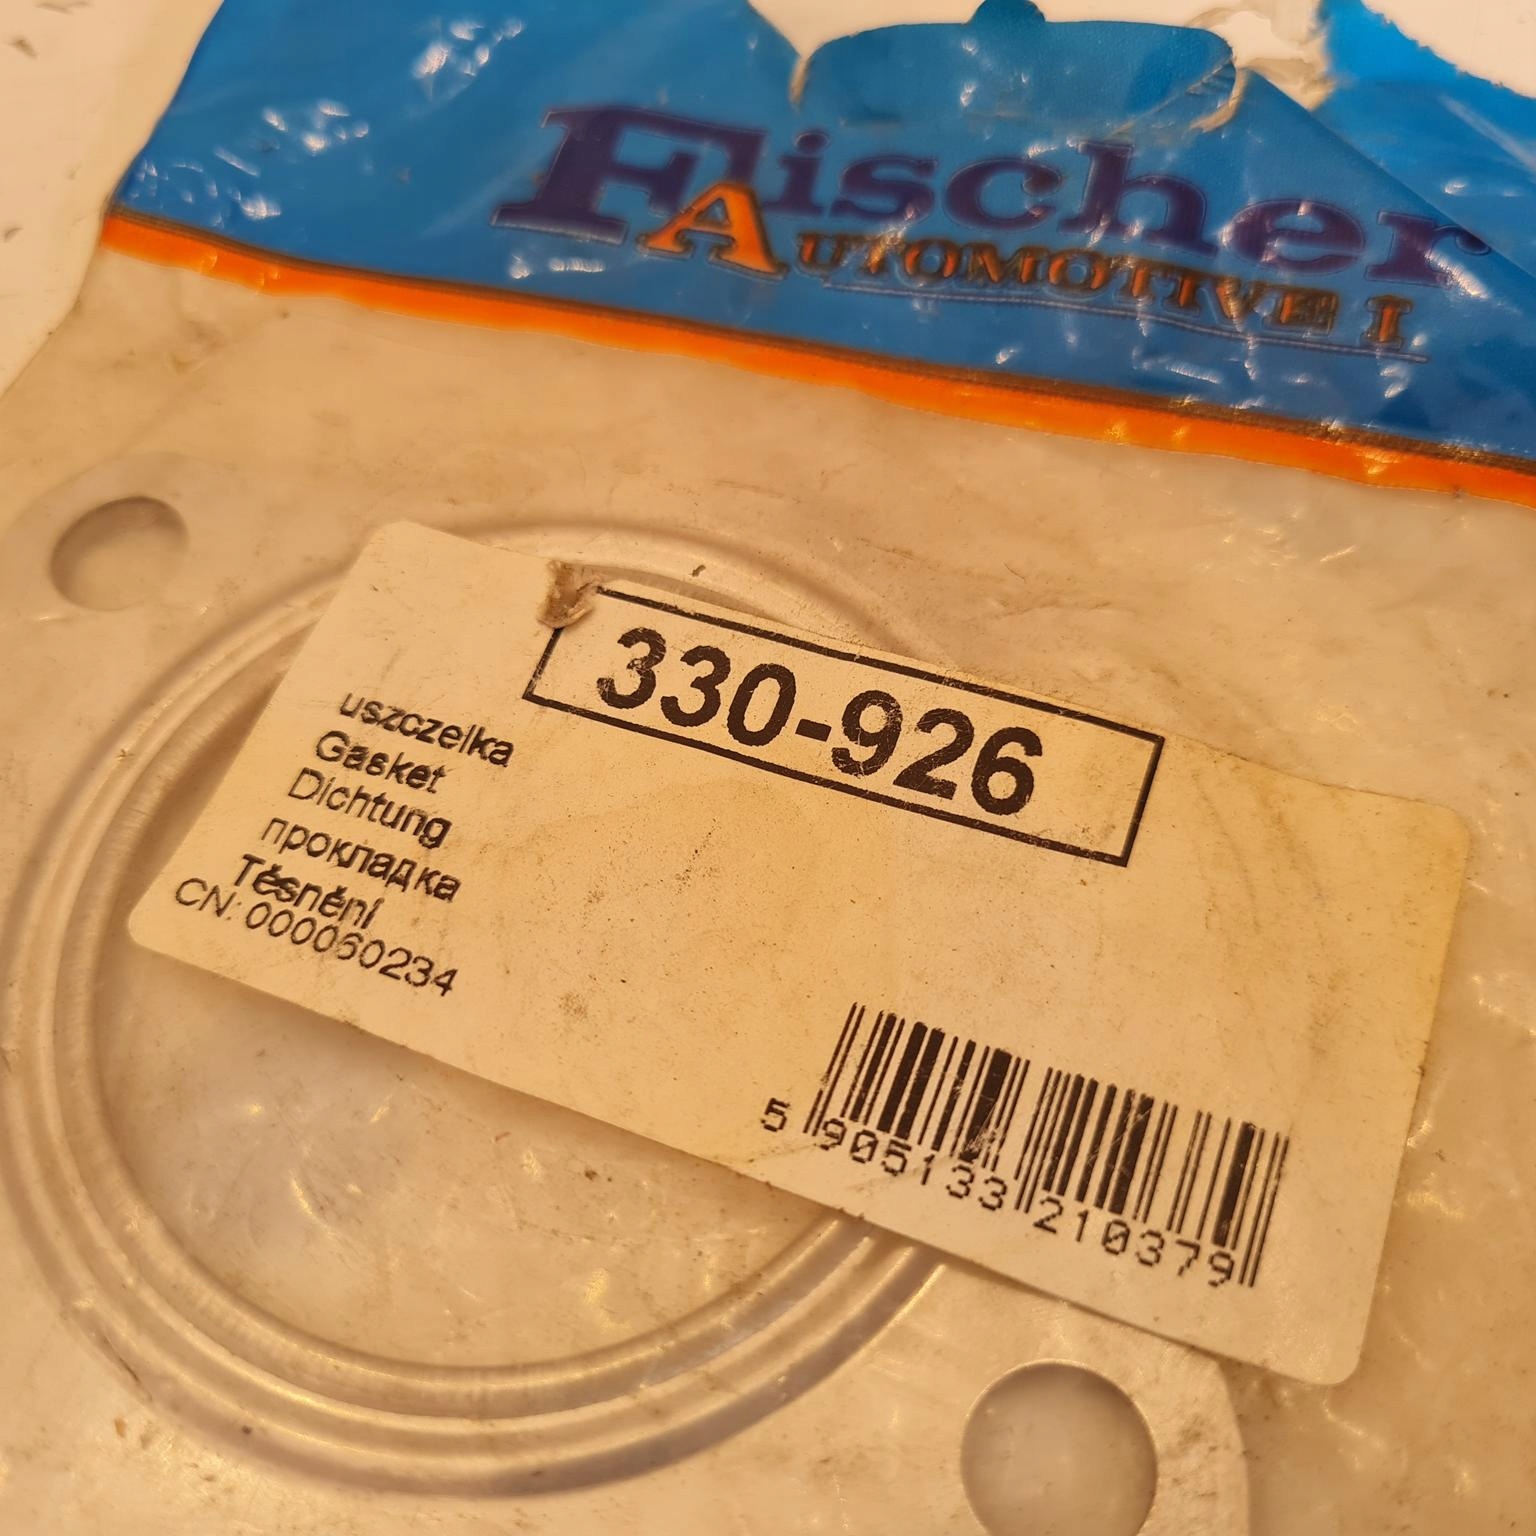 Fischer
AUTOMOTIVE I
330-926
uszczelka
Gasket
Dichtung
прокладка
Těsnění
CN: 000060234
5 905133 210379